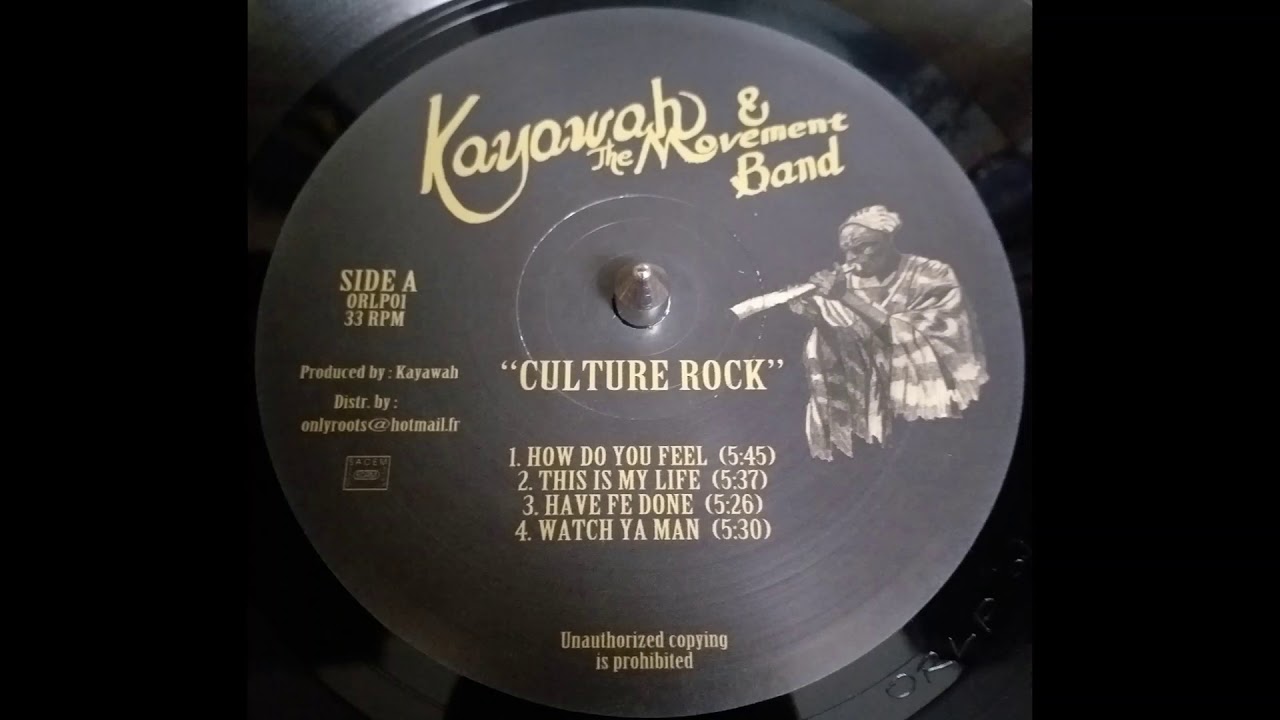 Kayawah &
The Movement
Band
SIDE A
ORLP01
33 RPM
Produced by : Kayawah
Distr. by :
onlyroots@hotmail.fr
SACEM
“CULTURE ROCK”
1. HOW DO YOU FEEL (5:45)
2. THIS IS MY LIFE (5:37)
3. HAVE FE DONE (5:26)
4. WATCH YA MAN (5:30)
Unauthorized copying
is prohibited